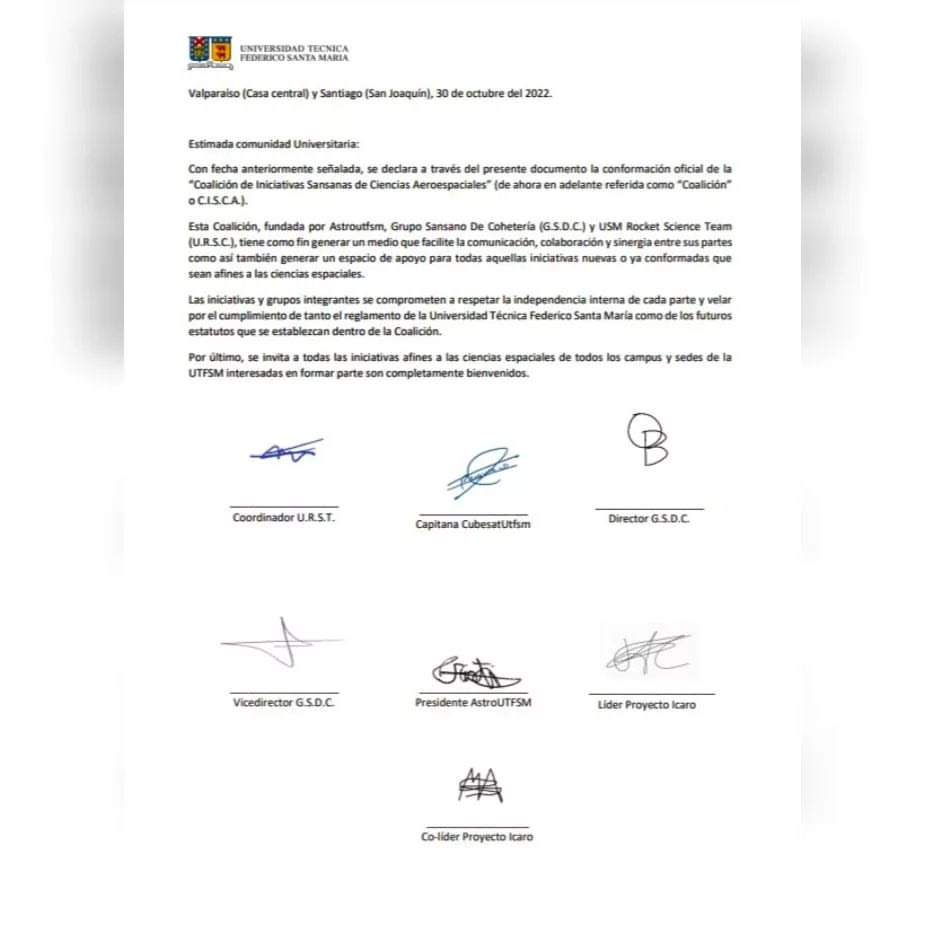 UNIVERSIDAD TECNICA
FEDERICO SANTA MARIA
Valparaíso (Casa central) y Santiago (San Joaquín), 30 de octubre del 2022.
Estimada comunidad Universitaria:
Con fecha anteriormente señalada, se declara a través del presente documento la conformación oficial de la
“Coalición de Iniciativas Sansanas de Ciencias Aeroespaciales” (de ahora en adelante referida como “Coalición”
o C.I.S.C.A.).
Esta Coalición, fundada por Astroutfsm, Grupo Sansano De Cohetería (G.S.D.C.) y USM Rocket Science Team
(U.R.S.C.), tiene como fin generar un medio que facilite la comunicación, colaboración y sinergia entre sus partes
como así también generar un espacio de apoyo para todas aquellas iniciativas nuevas o ya conformadas que
sean afines a las ciencias espaciales.
Las iniciativas y grupos integrantes se comprometen a respetar la independencia interna de cada parte y velar
por el cumplimiento de tanto el reglamento de la Universidad Técnica Federico Santa María como de los futuros
estatutos que se establezcan dentro de la Coalición.
Por último, se invita a todas las iniciativas afines a las ciencias espaciales de todos los campus y sedes de la
UTFSM interesadas en formar parte son completamente bienvenidos.
Coordinador U.R.S.T.
Capitana CubesatUtfsm
Director G.S.D.C.
Vicedirector G.S.D.C.
Presidente AstroUTFSM
Líder Proyecto Icaro
Co-líder Proyecto Icaro